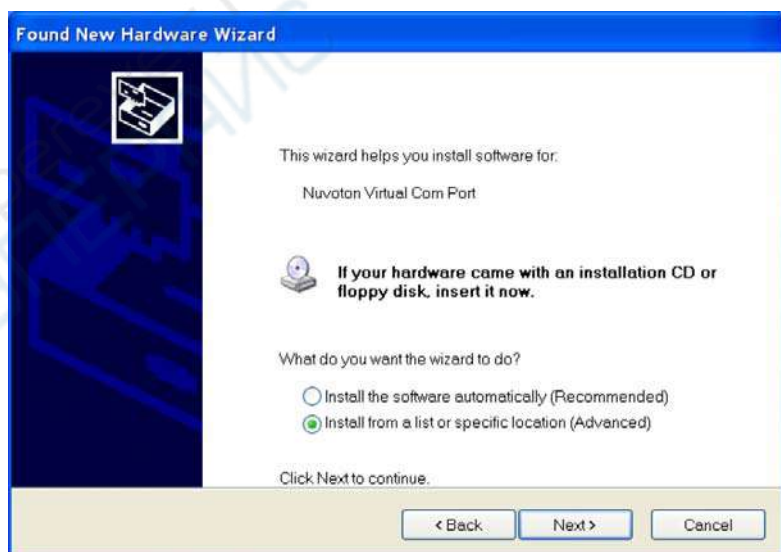 Found New Hardware Wizard
This wizard helps you install software for:
Nuvoton Virtual Com Port
If your hardware came with an installation CD or
floppy disk, insert it now.
What do you want the wizard to do?
Install the software automatically (Recommended)
Install from a list or specific location (Advanced)
Click Next to continue.
< Back
Next >
Cancel